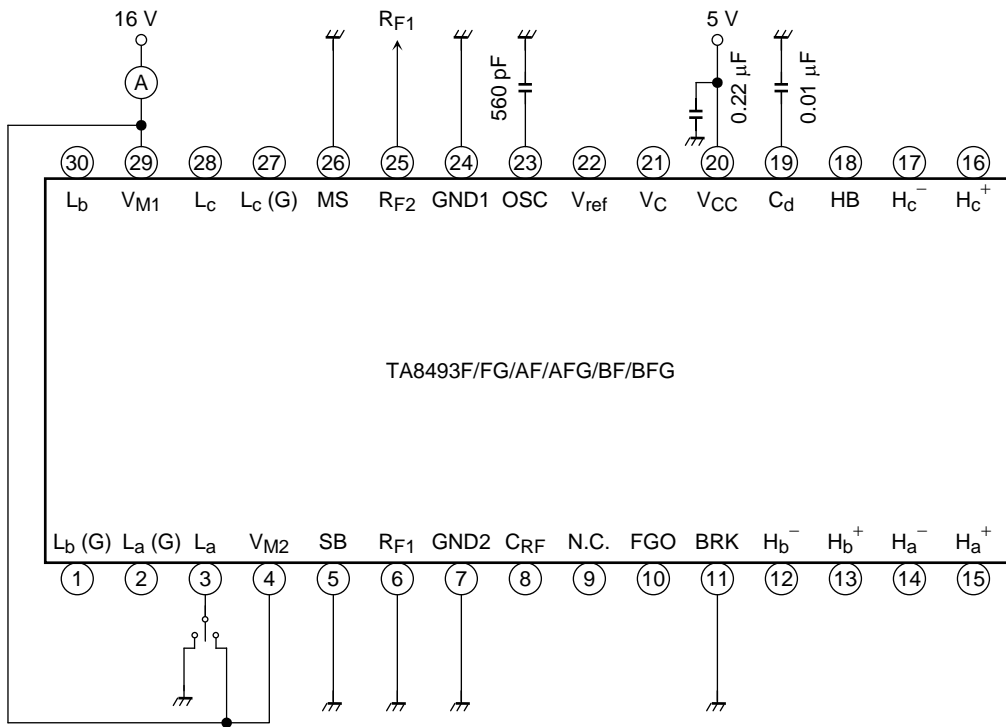 16 V
R_F1
5 V
A
560 pF
0.22 μF
0.01 μF
30 29 28 27 26 25 24 23 22 21 20 19 18 17 16
L_b V_M1 L_c L_c (G) MS R_F2 GND1 OSC V_ref V_C V_CC C_d HB H_c^− H_c^+
TA8493F/FG/AF/AFG/BF/BFG
L_b (G) L_a (G) L_a V_M2 SB R_F1 GND2 C_RF N.C. FGO BRK H_b^− H_b^+ H_a^− H_a^+
1 2 3 4 5 6 7 8 9 10 11 12 13 14 15